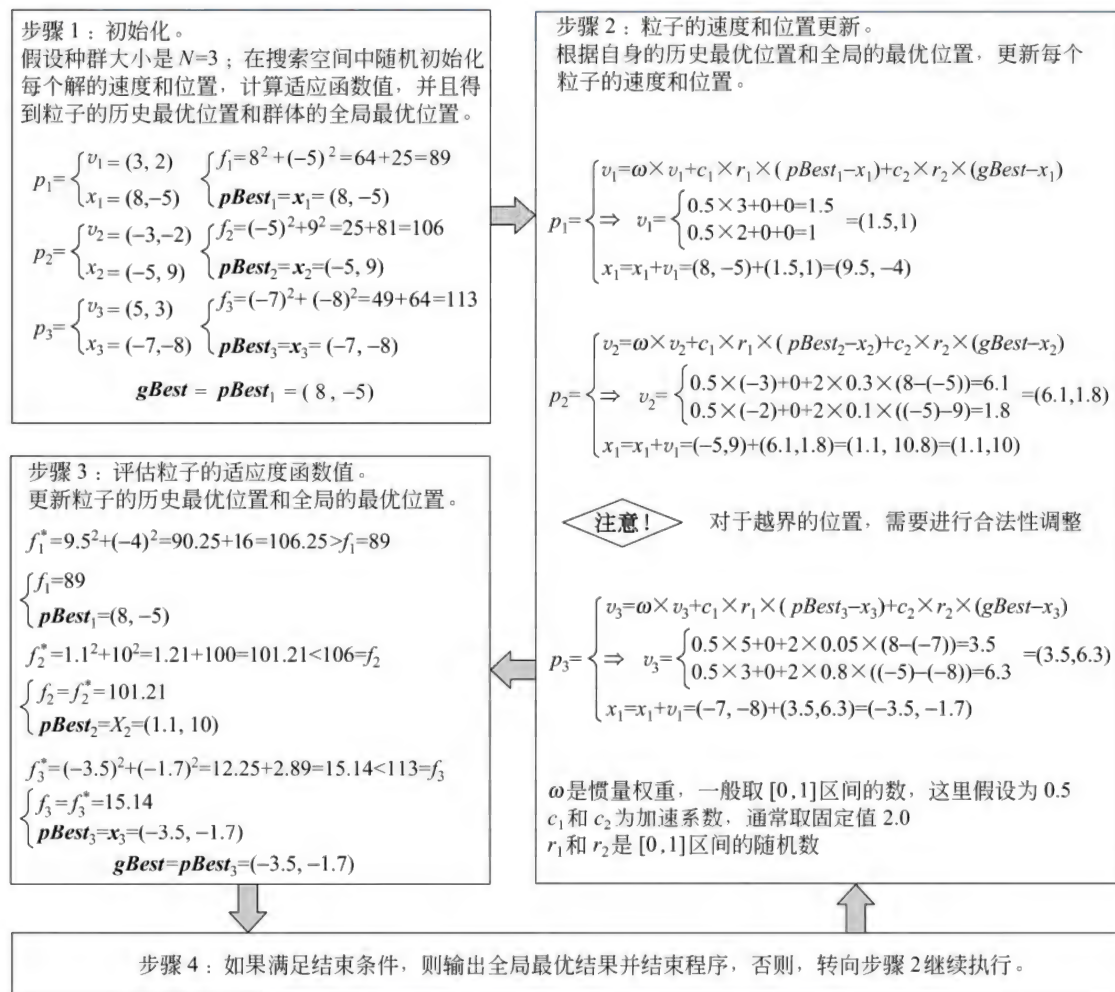 步骤 1：初始化。
假设种群大小是 N=3；在搜索空间中随机初始化
每个解的速度和位置，计算适应函数值，并且得
到粒子的历史最优位置和群体的全局最优位置。
p₁={ v₁= (3, 2) { f₁=8²+(−5)²=64+25=89
x₁= (8,−5) pBest₁=x₁= (8, −5)
p₂={ v₂= (−3,−2) { f₂=(−5)²+9²=25+81=106
x₂= (−5, 9) pBest₂=x₂=(−5, 9)
p₃={ v₃= (5, 3) { f₃=(−7)²+ (−8)²=49+64=113
x₃= (−7,−8) pBest₃=x₃= (−7, −8)
gBest = pBest₁ = ( 8 , −5)
步骤 2：粒子的速度和位置更新。
根据自身的历史最优位置和全局的最优位置，更新每个
粒子的速度和位置。
v₁=ω×v₁+c₁×r₁×( pBest₁−x₁)+c₂×r₂×(gBest−x₁)
p₁={ ⇒ v₁={ 0.5×3+0+0=1.5
0.5×2+0+0=1 =(1.5,1)
x₁=x₁+v₁=(8, −5)+(1.5,1)=(9.5, −4)
v₂=ω×v₂+c₁×r₁×( pBest₂−x₂)+c₂×r₂×(gBest−x₂)
p₂={ ⇒ v₂={ 0.5×(−3)+0+2×0.3×(8−(−5))=6.1
0.5×(−2)+0+2×0.1×((−5)−9)=1.8 =(6.1,1.8)
x₁=x₁+v₁=(−5,9)+(6.1,1.8)=(1.1, 10.8)=(1.1,10)
注意！ 对于越界的位置，需要进行合法性调整
v₃=ω×v₃+c₁×r₁×( pBest₃−x₃)+c₂×r₂×(gBest−x₃)
p₃={ ⇒ v₃={ 0.5×5+0+2×0.05×(8−(−7))=3.5
0.5×3+0+2×0.8×((−5)−(−8))=6.3 =(3.5,6.3)
x₁=x₁+v₁=(−7, −8)+(3.5,6.3)=(−3.5, −1.7)
ω是惯量权重，一般取 [0,1]区间的数，这里假设为 0.5
c₁和 c₂为加速系数，通常取固定值 2.0
r₁和 r₂是 [0,1]区间的随机数
步骤 3：评估粒子的适应度函数值。
更新粒子的历史最优位置和全局的最优位置。
f₁*=9.5²+(−4)²=90.25+16=106.25>f₁=89
{ f₁=89
pBest₁=(8, −5)
f₂*=1.1²+10²=1.21+100=101.21<106=f₂
{ f₂=f₂*=101.21
pBest₂=X₂=(1.1, 10)
f₃*=(−3.5)²+(−1.7)²=12.25+2.89=15.14<113=f₃
{ f₃=f₃*=15.14
pBest₃=x₃=(−3.5, −1.7)
gBest=pBest₃=(−3.5, −1.7)
步骤 4：如果满足结束条件，则输出全局最优结果并结束程序，否则，转向步骤 2继续执行。